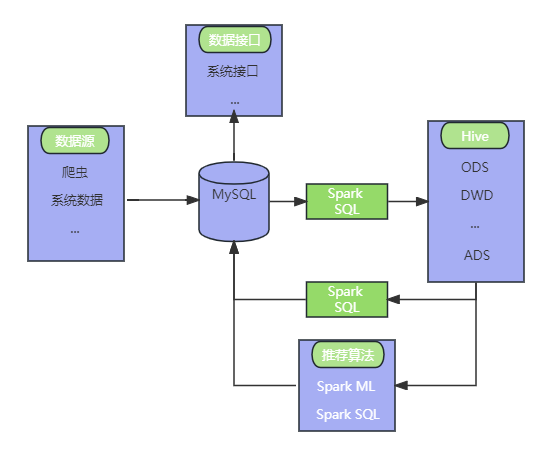 数据接口
系统接口
...
数据源
爬虫
系统数据
...
MySQL
Spark
SQL
Hive
ODS
DWD
...
ADS
Spark
SQL
推荐算法
Spark ML
Spark SQL